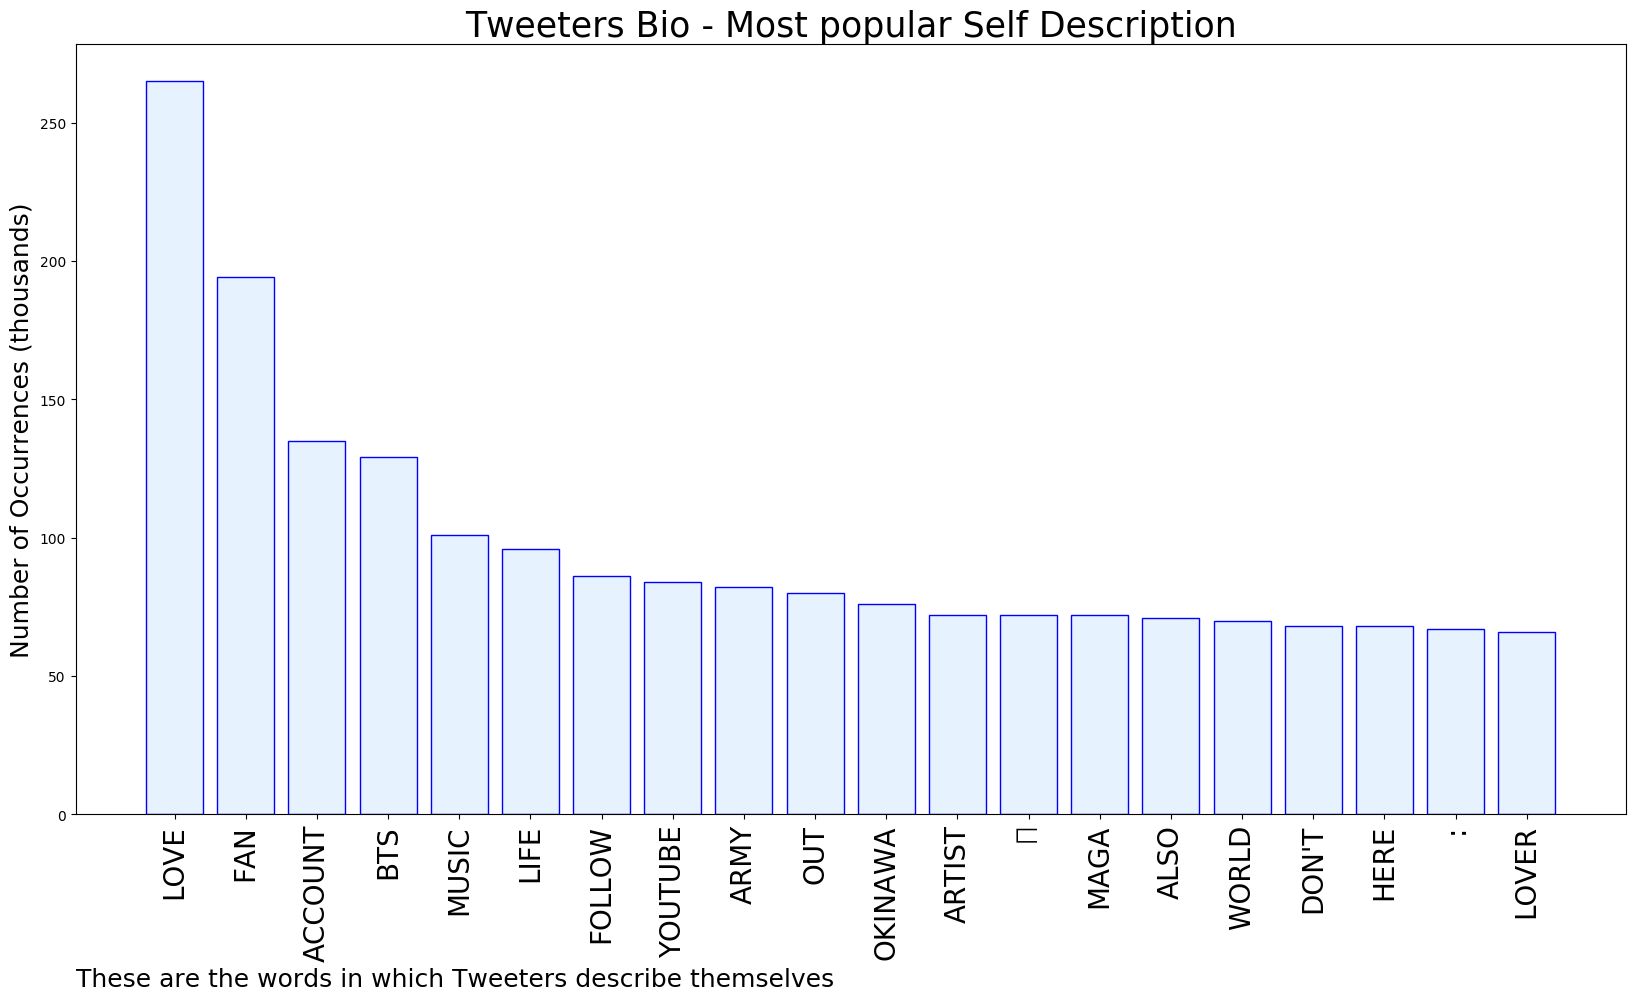 Tweeters Bio - Most popular Self Description
Number of Occurrences (thousands)
250
200
150
100
50
0
LOVE
FAN
ACCOUNT
BTS
MUSIC
LIFE
FOLLOW
YOUTUBE
ARMY
OUT
OKINAWA
ARTIST
MAGA
ALSO
WORLD
DON'T
HERE
:
LOVER
These are the words in which Tweeters describe themselves